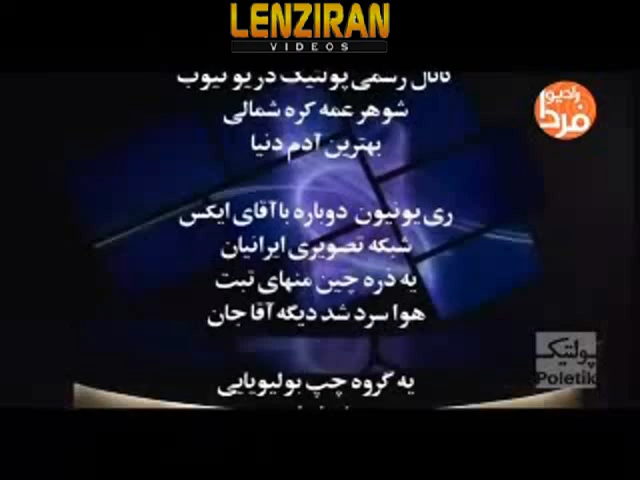 LENZIRAN
VIDEOS
کانال رسمی پولتیک در یو تیوب
رادیو
فردا
شوهر عمه کره شمالی
بهترین آدم دنیا
ری یونیون دوباره با آقای ایکس
شبکه تصویری ایرانیان
یه ذره چین منهای تبت
هوا سرد شد دیگه آقا جان
پولتیک
Poletik
یه گروه چپ بولیویایی